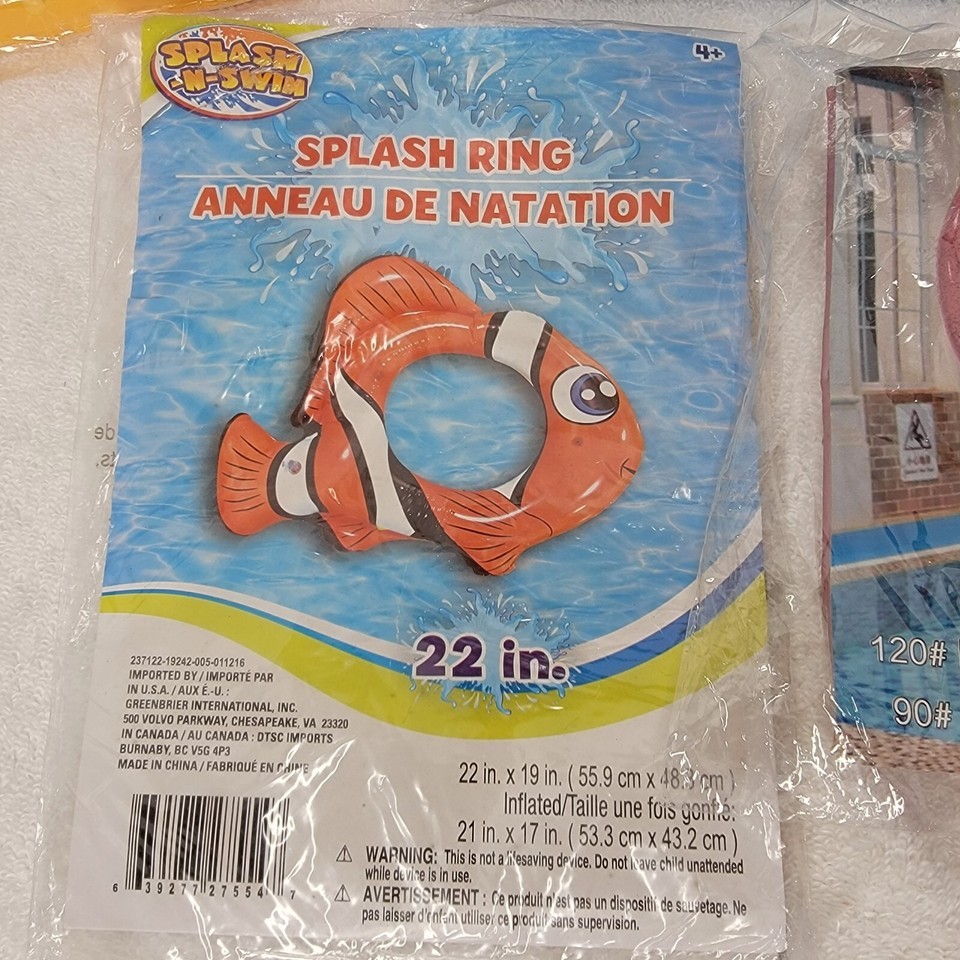 SPLASH
-N-SWIM
4+
SPLASH RING
ANNEAU DE NATATION
22 in.
237122-19242-005-011216
IMPORTED BY / IMPORTÉ PAR
IN U.S.A. / AUX É.-U. :
GREENBRIER INTERNATIONAL, INC.
500 VOLVO PARKWAY, CHESAPEAKE, VA 23320
IN CANADA / AU CANADA : DTSC IMPORTS
BURNABY, BC V5G 4P3
MADE IN CHINA / FABRIQUÉ EN CHINE
6 39277 27554 7
22 in. x 19 in. ( 55.9 cm x 48.3 cm )
Inflated/Taille une fois gonflé:
21 in. x 17 in. ( 53.3 cm x 43.2 cm )
⚠ WARNING: This is not a lifesaving device. Do not leave child unattended
while device is in use.
⚠ AVERTISSEMENT : Ce produit n'est pas un dispositif de sauvetage. Ne
pas laisser d'enfant utiliser ce produit sans supervision.
120#
90#